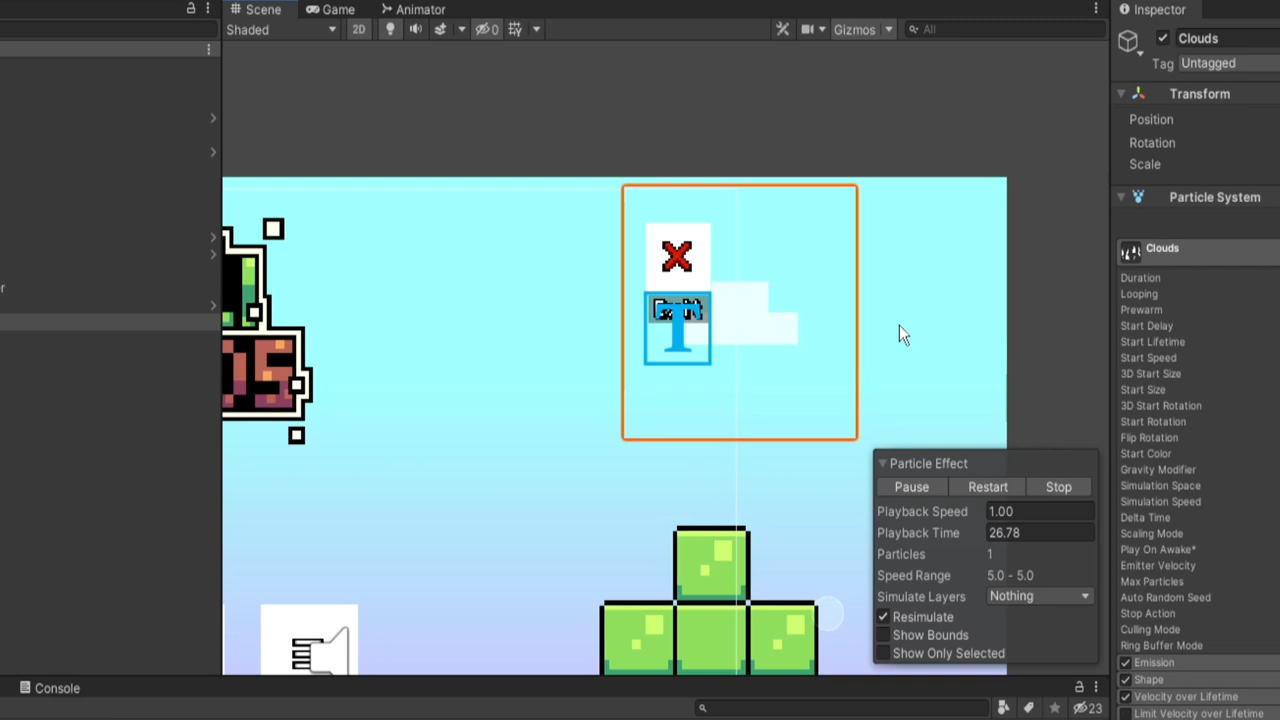 Scene
Game
Animator
Inspector
Shaded
2D
0
Gizmos
All
Clouds
Tag
Untagged
Transform
Position
Rotation
Scale
Particle System
Clouds
Duration
Looping
Prewarm
Start Delay
Start Lifetime
Start Speed
3D Start Size
Start Size
3D Start Rotation
Start Rotation
Flip Rotation
Start Color
Gravity Modifier
Simulation Space
Simulation Speed
Delta Time
Scaling Mode
Play On Awake*
Emitter Velocity
Max Particles
Auto Random Seed
Stop Action
Culling Mode
Ring Buffer Mode
Emission
Shape
Velocity over Lifetime
Limit Velocity over Lifetime
T
Particle Effect
Pause Restart Stop
Playback Speed 1.00
Playback Time 26.78
Particles 1
Speed Range 5.0 - 5.0
Simulate Layers Nothing
Resimulate
Show Bounds
Show Only Selected
Console
23